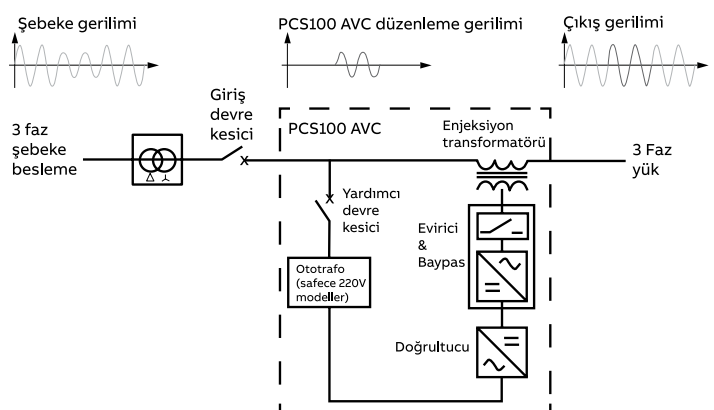 Şebeke gerilimi
PCS100 AVC düzenleme gerilimi
Çıkış gerilimi
3 faz
şebeke
besleme
Giriş
devre
kesici
PCS100 AVC
Enjeksiyon
transformatörü
3 Faz
yük
Yardımcı
devre
kesici
Evirici
&
Baypas
Ototrafo
(safece 220V
modeller)
Doğrultucu